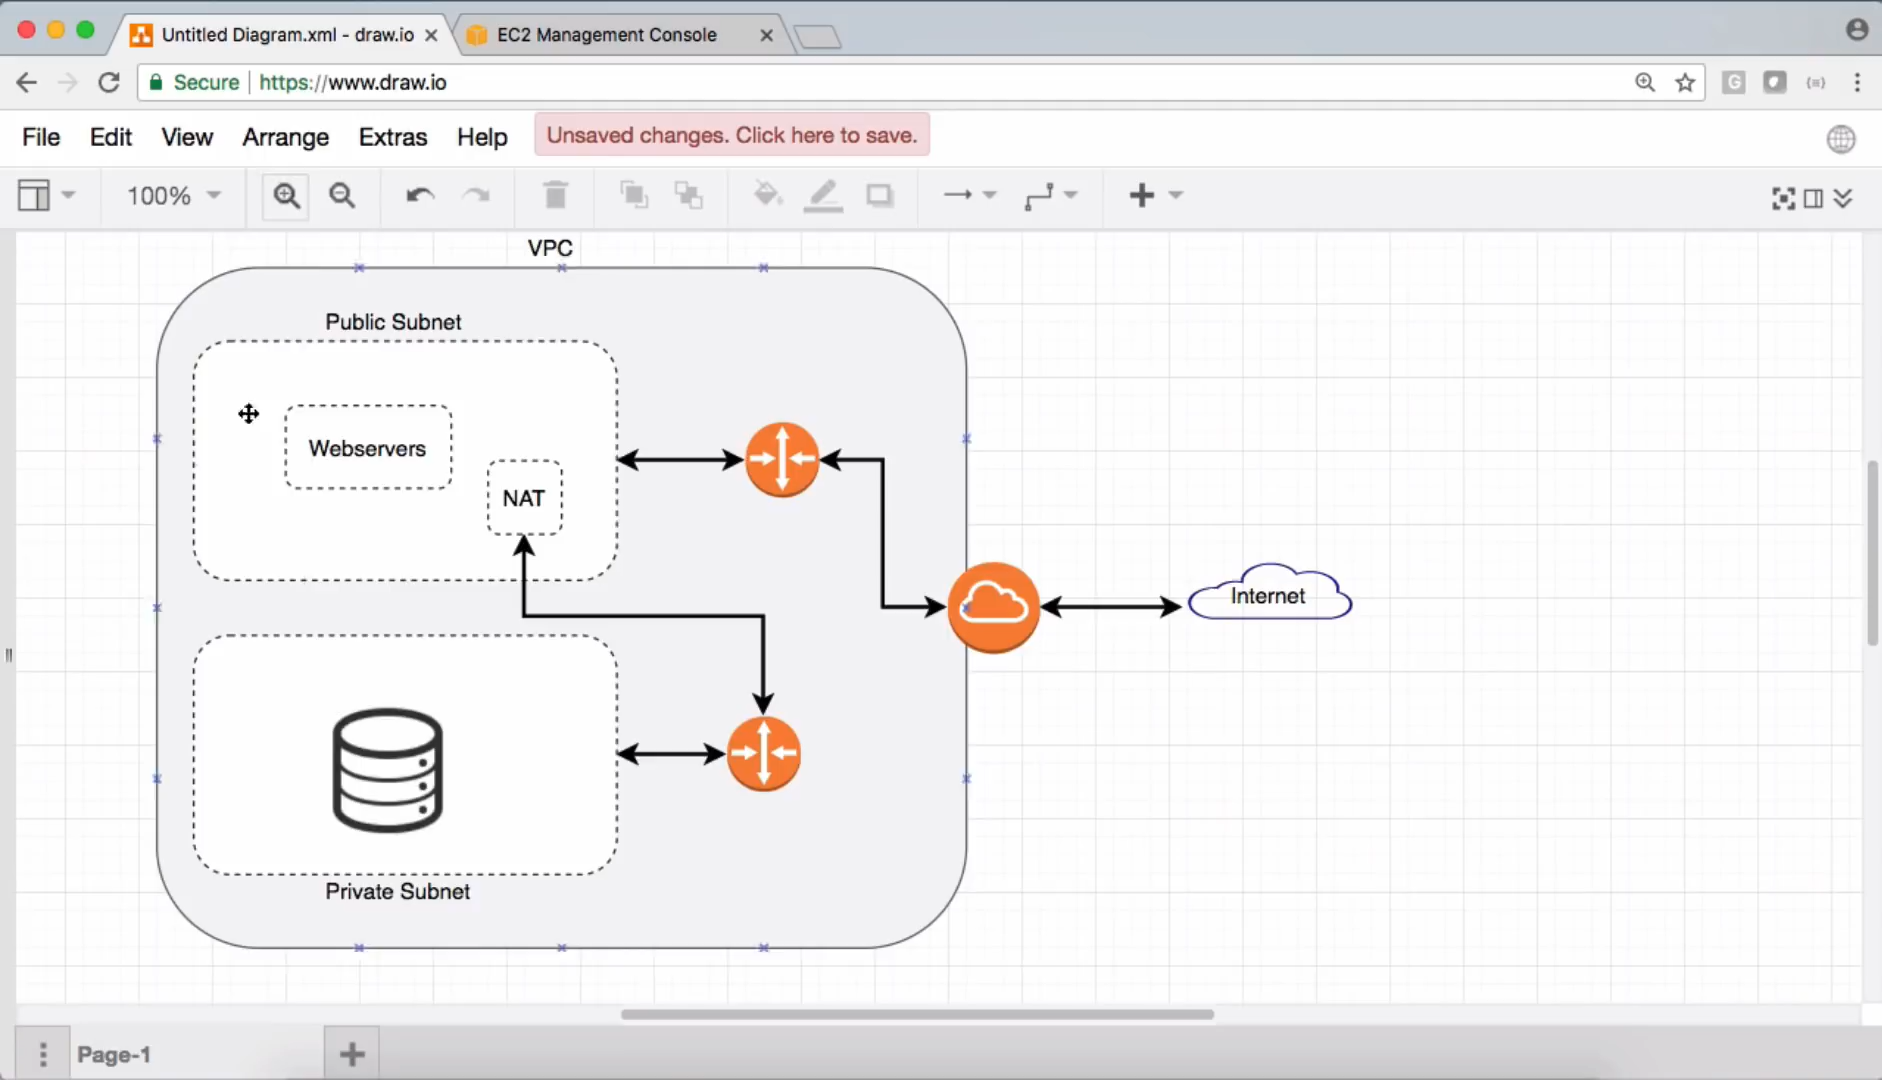 Untitled Diagram.xml - draw.io
EC2 Management Console
Secure https://www.draw.io
G
File Edit View Arrange Extras Help Unsaved changes. Click here to save.
100%
VPC
Public Subnet
Webservers
NAT
Internet
Private Subnet
Page-1